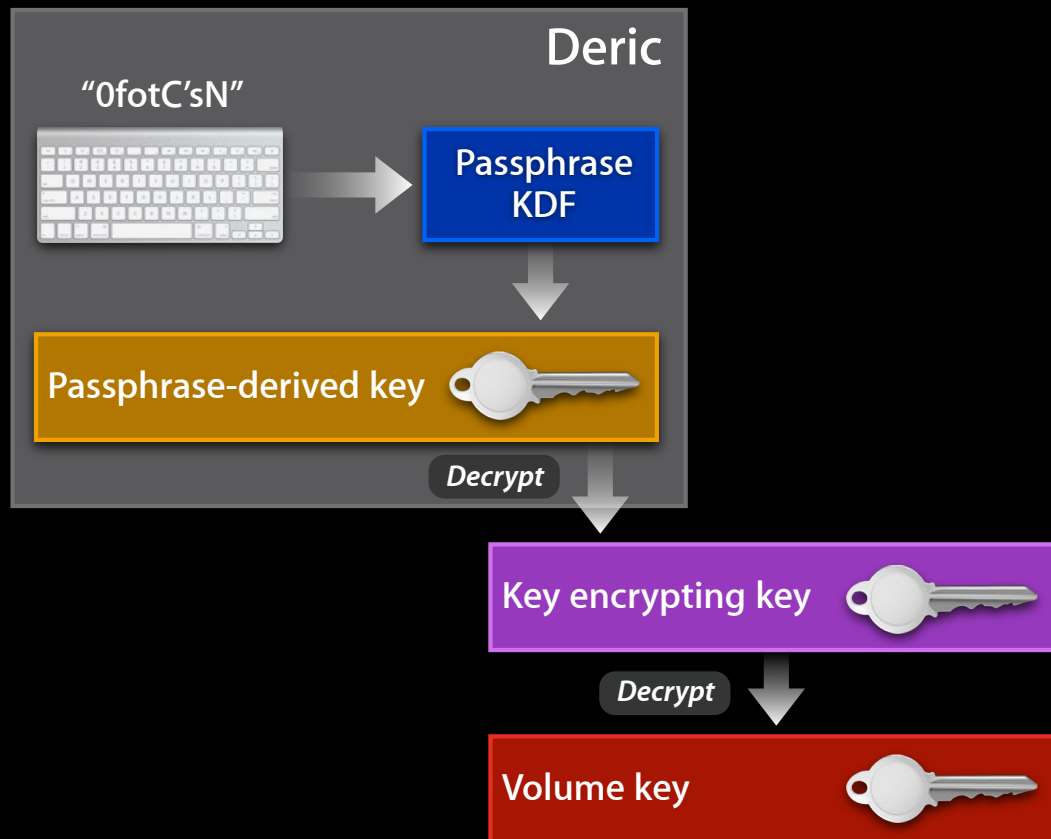 Deric
“0fotC’sN”
Passphrase
KDF
Passphrase-derived key
Decrypt
Key encrypting key
Decrypt
Volume key